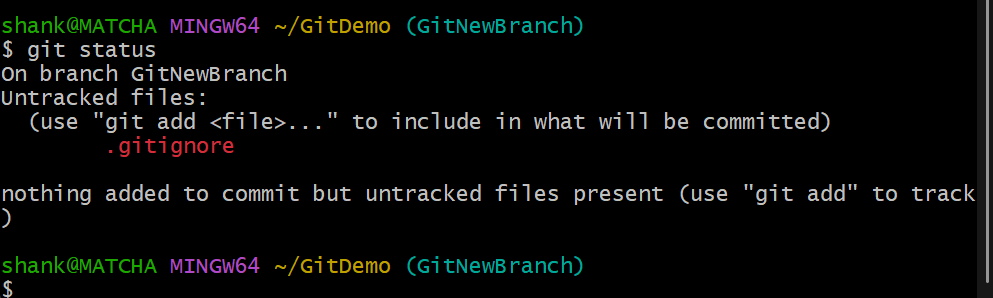 shank@MATCHA MINGW64 ~/GitDemo (GitNewBranch)
$ git status
On branch GitNewBranch
Untracked files:
  (use "git add <file>..." to include in what will be committed)
        .gitignore

nothing added to commit but untracked files present (use "git add" to track
)

shank@MATCHA MINGW64 ~/GitDemo (GitNewBranch)
$